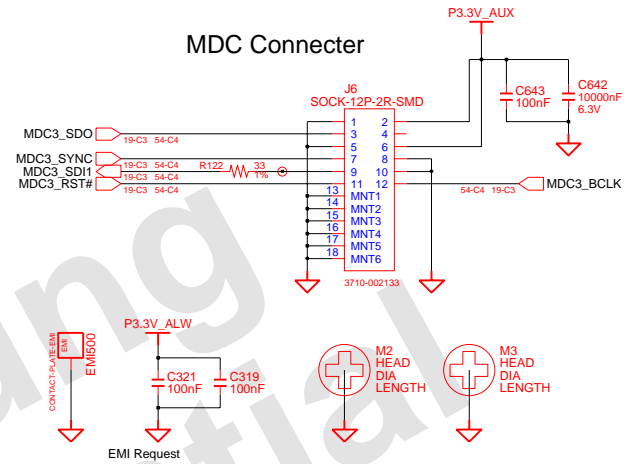 P3.3V_AUX
MDC Connecter
J6
SOCK-12P-2R-SMD
C643
100nF
C642
10000nF
6.3V
1 2
3 4
5 6
7 8
9 10
11 12
MDC3_SDO
19-C3 54-C4
MDC3_SYNC
19-C3 54-C4
MDC3_SDI1
19-C3 54-C4
R122
33
1%
MDC3_RST#
19-C3 54-C4
54-C4 19-C3
MDC3_BCLK
13 MNT1
14 MNT2
15 MNT3
16 MNT4
17 MNT5
18 MNT6
3710-002133
CONTACT-PLATE-EMI
EMI
EMI500
P3.3V_ALW
C321
100nF
C319
100nF
EMI Request
M2
HEAD
DIA
LENGTH
M3
HEAD
DIA
LENGTH